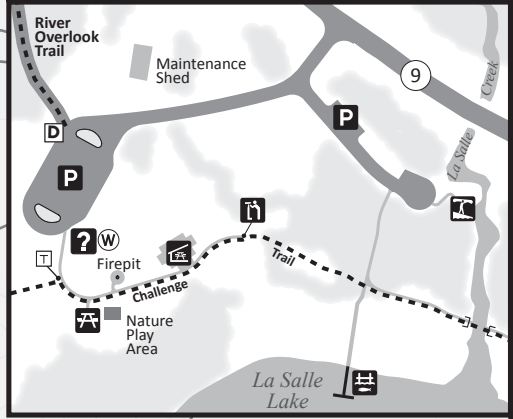 River
Overlook
Trail
Maintenance
Shed
9
Creek
La Salle
P
D
P
?
W
T
Firepit
Trail
Challenge
Nature
Play
Area
La Salle
Lake